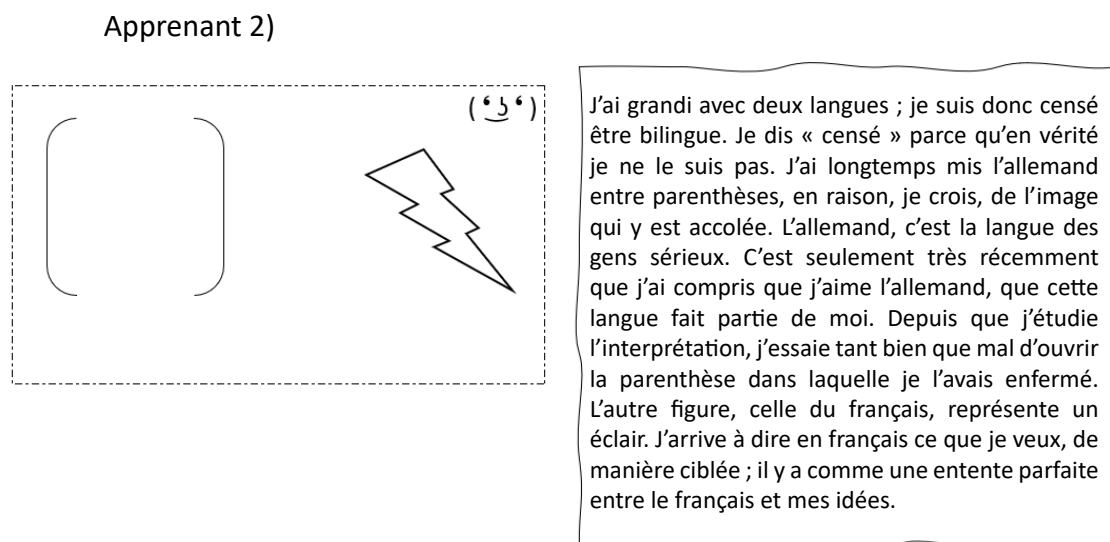 Apprenant 2)
( ❛ ͜ʖ ❛ )
J’ai grandi avec deux langues ; je suis donc censé
être bilingue. Je dis « censé » parce qu’en vérité
je ne le suis pas. J’ai longtemps mis l’allemand
entre parenthèses, en raison, je crois, de l’image
qui y est accolée. L’allemand, c’est la langue des
gens sérieux. C’est seulement très récemment
que j’ai compris que j’aime l’allemand, que cette
langue fait partie de moi. Depuis que j’étudie
l’interprétation, j’essaie tant bien que mal d’ouvrir
la parenthèse dans laquelle je l’avais enfermé.
L’autre figure, celle du français, représente un
éclair. J’arrive à dire en français ce que je veux, de
manière ciblée ; il y a comme une entente parfaite
entre le français et mes idées.